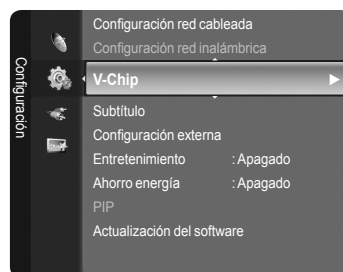 Configuración
Configuración red cableada
Configuración red inalámbrica
V-Chip
Subtítulo
Configuración externa
Entretenimiento : Apagado
Ahorro energía : Apagado
PIP
Actualización del software